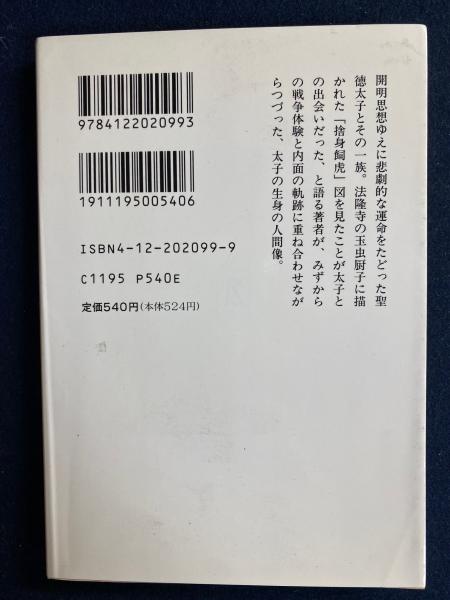 9784122020993
1911195005406
ISBN4-12-202099-9
C1195 P540E
定価540円(本体524円)
開明思想ゆえに悲劇的な運命をたどった聖
徳太子とその一族。法隆寺の玉虫厨子に描
かれた「捨身飼虎」図を見たことが太子と
の出会いだった、と語る著者が、みずから
の戦争体験と内面の軌跡に重ね合わせなが
らつづった、太子の生身の人間像。